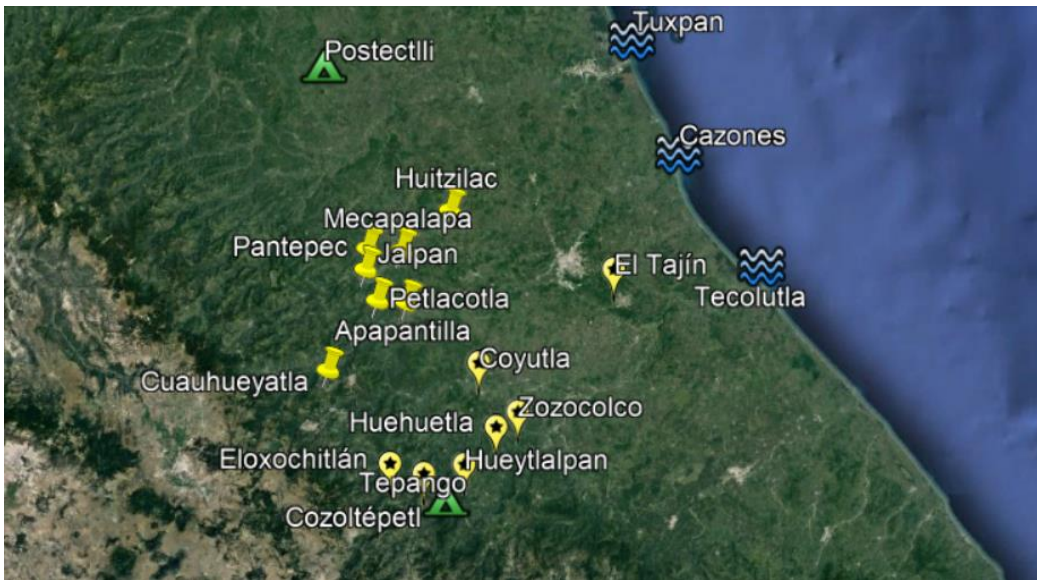 Tuxpan
Postectlli
Cazones
Huitzilac
Mecapalapa
Pantepec
Jalpan
El Tajín
Tecolutla
Petlacotla
Apapantilla
Coyutla
Cuauhueyatla
Zozocolco
Huehuetla
Eloxochitlán
Hueytlalpan
Tepango
Cozoltépetl